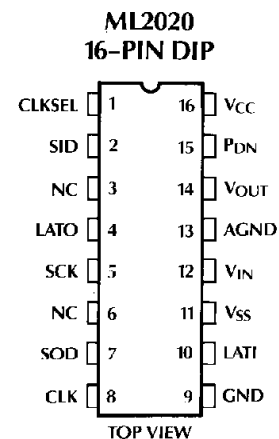 ML2020
16-PIN DIP
CLKSEL 1 16 VCC
SID 2 15 PDN
NC 3 14 VOUT
LATO 4 13 AGND
SCK 5 12 VIN
NC 6 11 VSS
SOD 7 10 LATI
CLK 8 9 GND
TOP VIEW